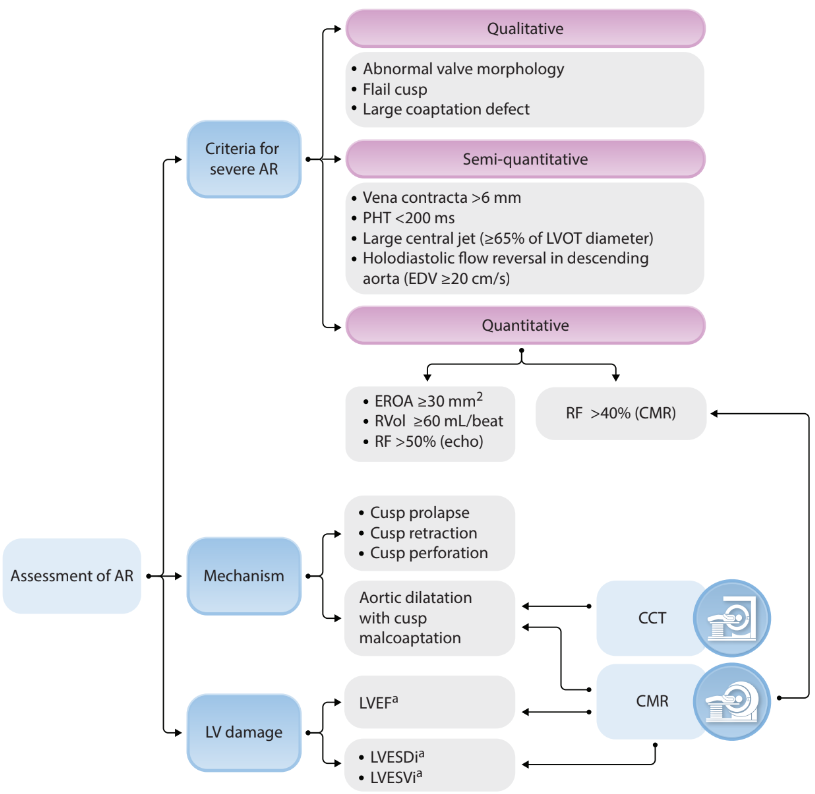 Qualitative
• Abnormal valve morphology
• Flail cusp
• Large coaptation defect
Criteria for
severe AR
Semi-quantitative
• Vena contracta >6 mm
• PHT <200 ms
• Large central jet (≥65% of LVOT diameter)
• Holodiastolic flow reversal in descending
aorta (EDV ≥20 cm/s)
Quantitative
• EROA ≥30 mm²
• RVol ≥60 mL/beat
• RF >50% (echo)
RF >40% (CMR)
Assessment of AR
Mechanism
• Cusp prolapse
• Cusp retraction
• Cusp perforation
Aortic dilatation
with cusp
malcoaptation
CCT
CMR
LV damage
LVEFᵃ
• LVESDiᵃ
• LVESViᵃ